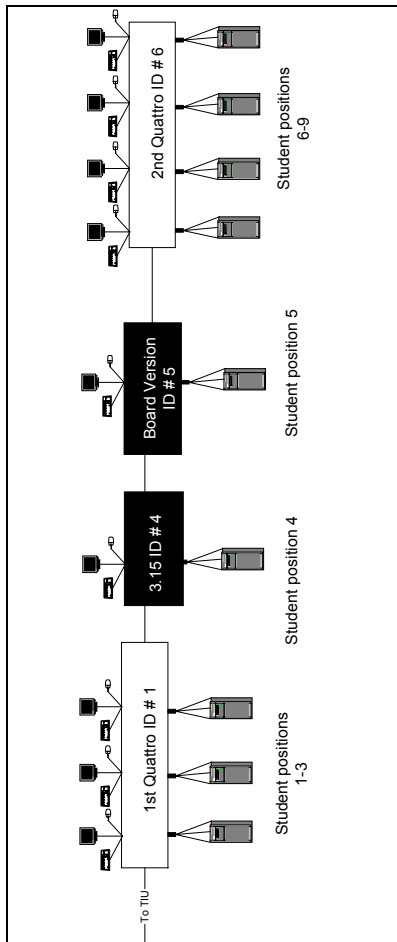 To TIU
1st Quattro ID # 1
3.15 ID # 4
Board Version
ID # 5
2nd Quattro ID # 6
Student positions
1-3
Student position 4
Student position 5
Student positions
6-9